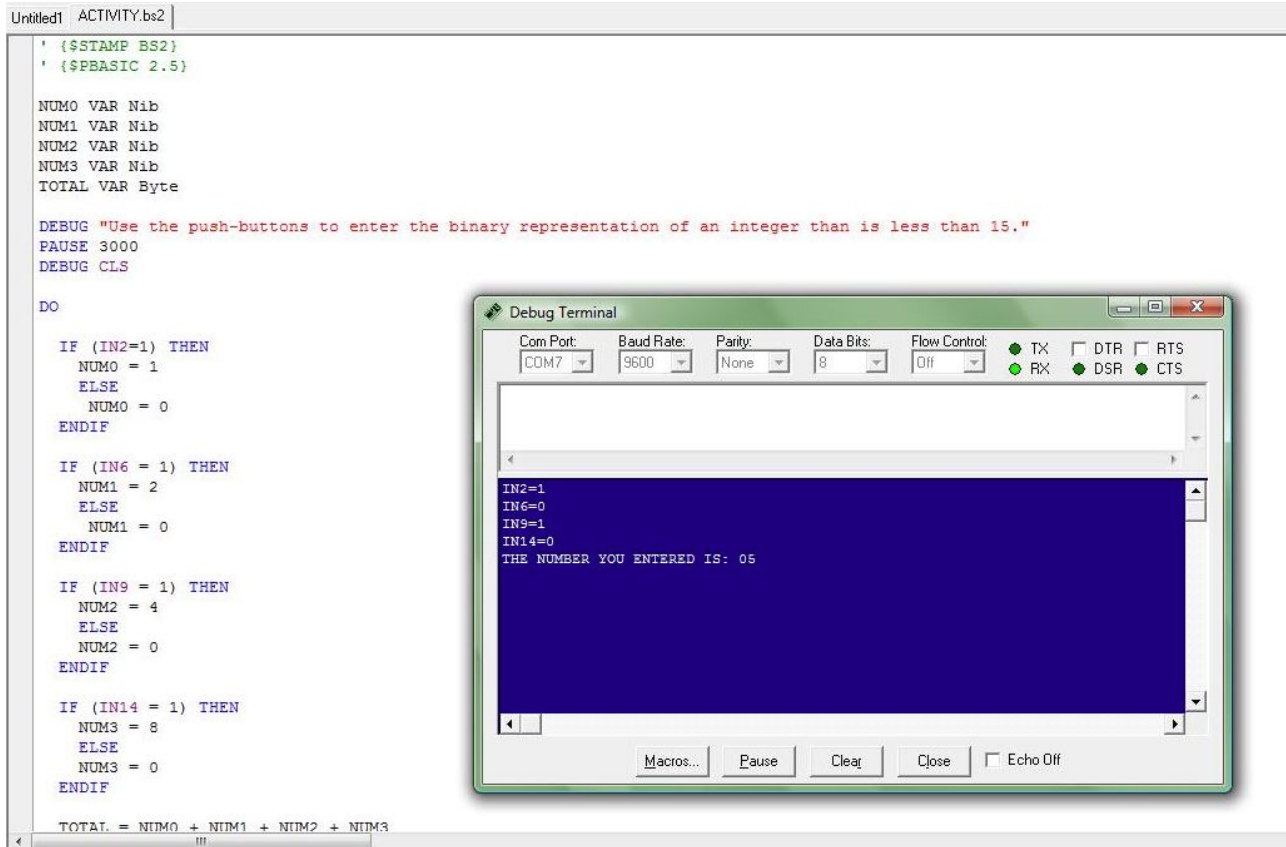 Untitled1 ACTIVITY.bs2
' {$STAMP BS2}
' {$PBASIC 2.5}
NUM0 VAR Nib
NUM1 VAR Nib
NUM2 VAR Nib
NUM3 VAR Nib
TOTAL VAR Byte
DEBUG "Use the push-buttons to enter the binary representation of an integer than is less than 15."
PAUSE 3000
DEBUG CLS
DO
IF (IN2=1) THEN
NUM0 = 1
ELSE
NUM0 = 0
ENDIF
IF (IN6 = 1) THEN
NUM1 = 2
ELSE
NUM1 = 0
ENDIF
IF (IN9 = 1) THEN
NUM2 = 4
ELSE
NUM2 = 0
ENDIF
IF (IN14 = 1) THEN
NUM3 = 8
ELSE
NUM3 = 0
ENDIF
TOTAL = NUM0 + NUM1 + NUM2 + NUM3
Debug Terminal
Com Port: Baud Rate: Parity: Data Bits: Flow Control:
COM7 9600 None 8 Off
TX DTR RTS
RX DSR CTS
IN2=1
IN6=0
IN9=1
IN14=0
THE NUMBER YOU ENTERED IS: 05
Macros... Pause Clear Close Echo Off